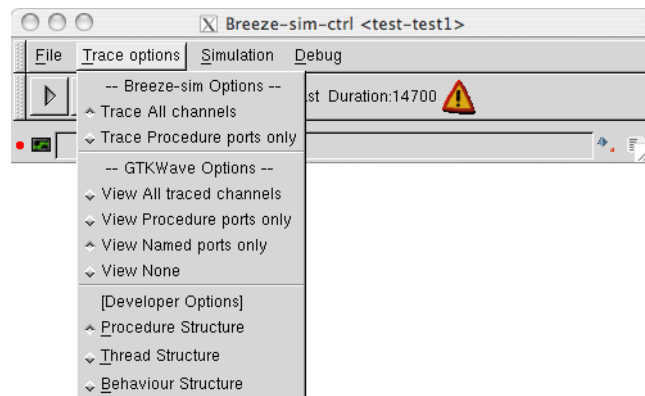 Breeze-sim-ctrl <test-test1>
File Trace options Simulation Debug
-- Breeze-sim Options --
Trace All channels
Trace Procedure ports only
Duration:14700
-- GTKWave Options --
View All traced channels
View Procedure ports only
View Named ports only
View None
[Developer Options]
Procedure Structure
Thread Structure
Behaviour Structure